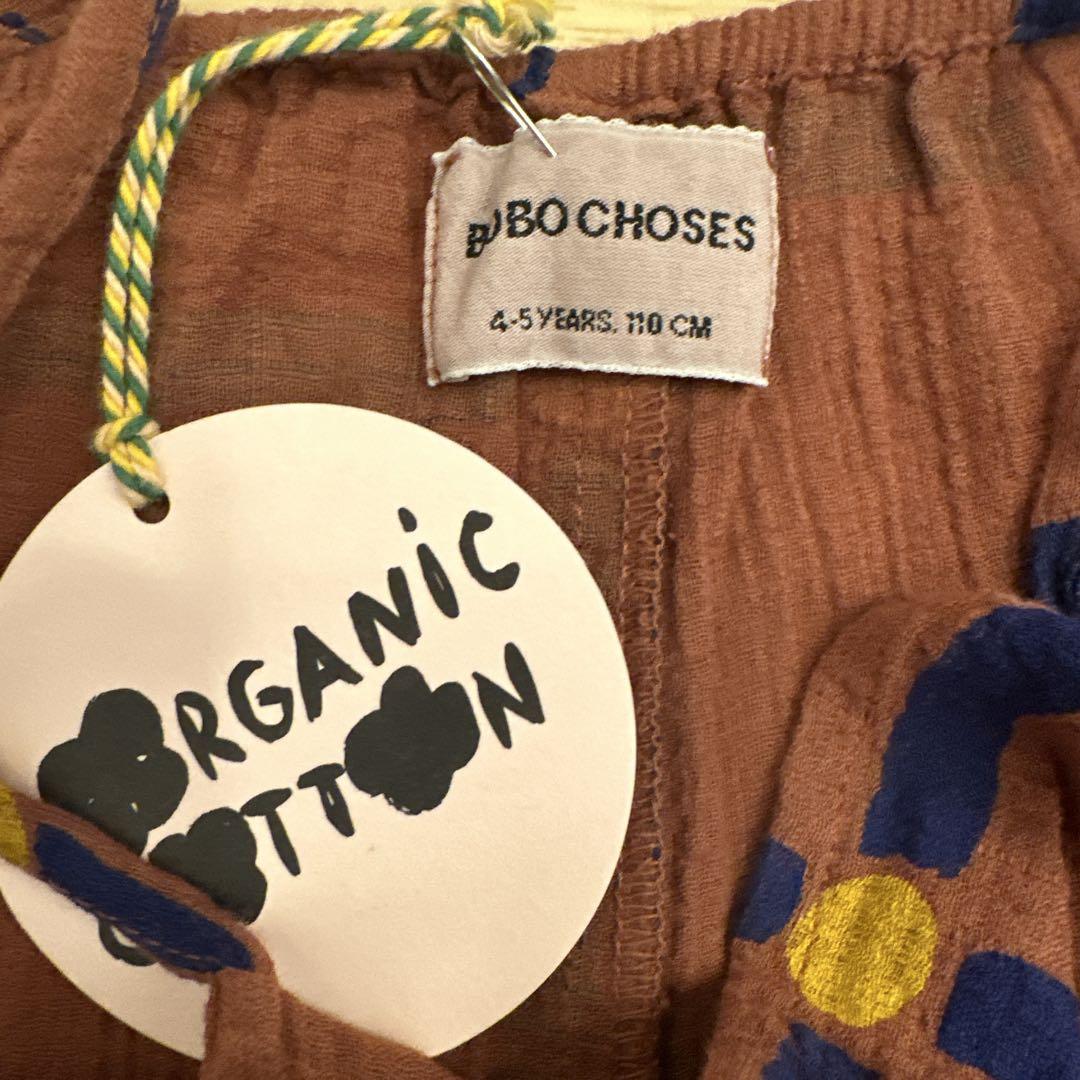 BOBO CHOSES
4-5 YEARS. 110 CM
ORGANiC
COTTON